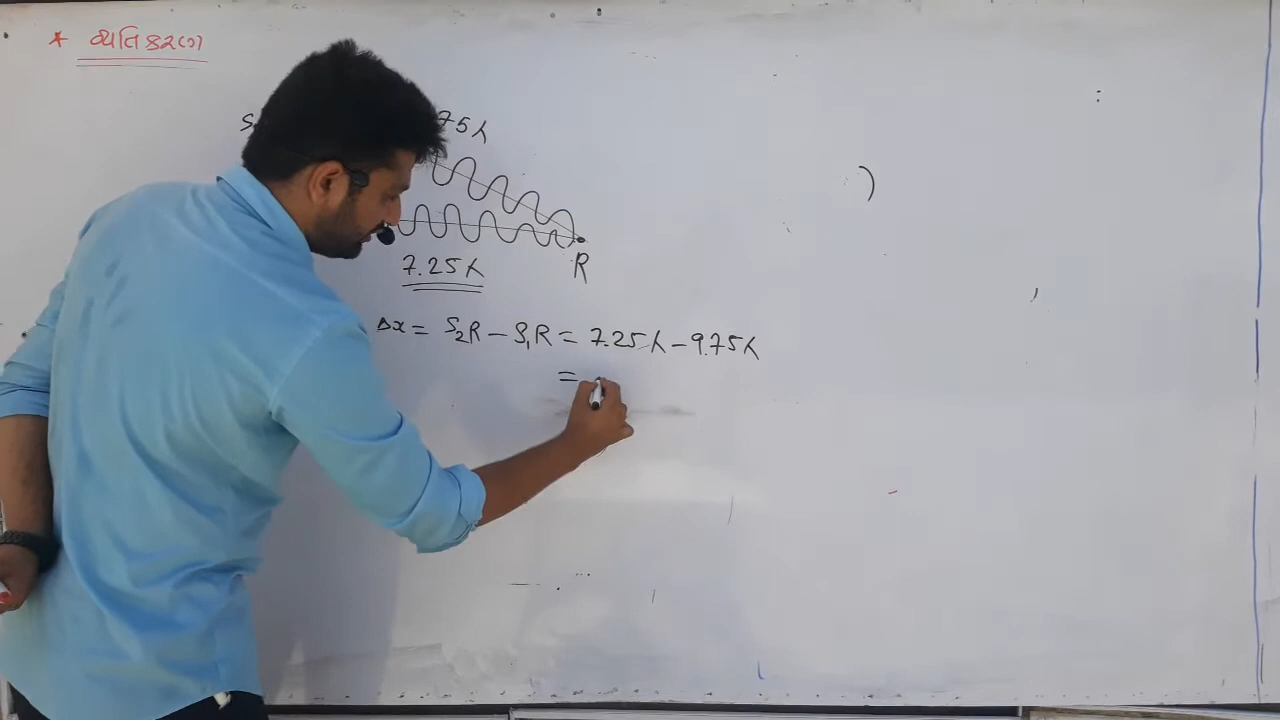 * વ્યતિકરણ
S
75λ
7.25λ
R
Δx = S₂R – S₁R = 7.25λ – 9.75λ
=